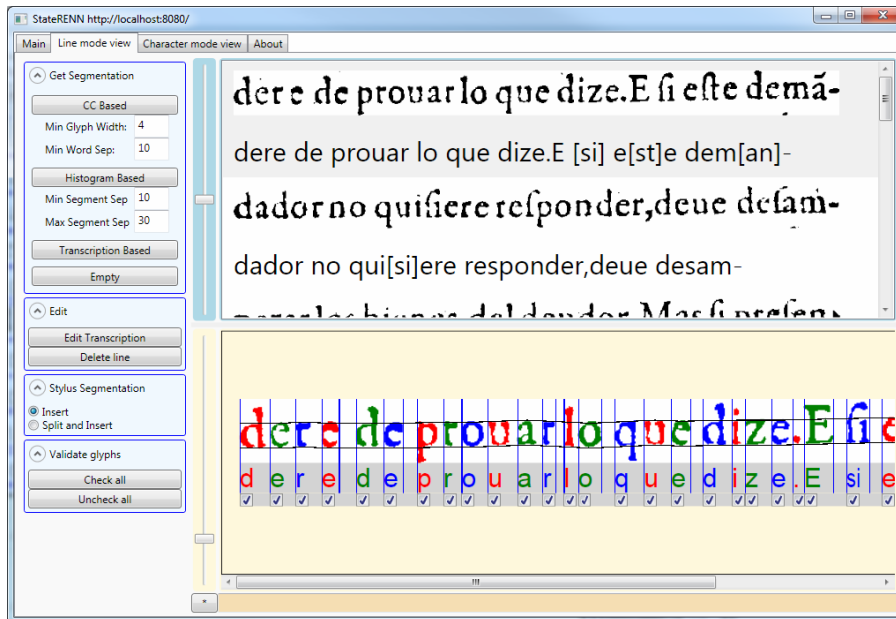 StateRENN http://localhost:8080/
Main Line mode view Character mode view About
Get Segmentation
CC Based
Min Glyph Width: 4
Min Word Sep: 10
Histogram Based
Min Segment Sep 10
Max Segment Sep 30
Transcription Based
Empty
Edit
Edit Transcription
Delete line
Stylus Segmentation
Insert
Split and Insert
Validate glyphs
Check all
Uncheck all
dere de prouar lo que dize.E ſi eſte demã-
dere de prouar lo que dize.E [si] e[st]e dem[an]-
dador no quiſiere reſponder,deue deſam-
dador no qui[si]ere responder,deue desam-
del deudor Mas ſi preſen
dere de prouar lo que dize.E ſi e
d e r e d e p r o u a r l o q u e d i z e . E si e
*